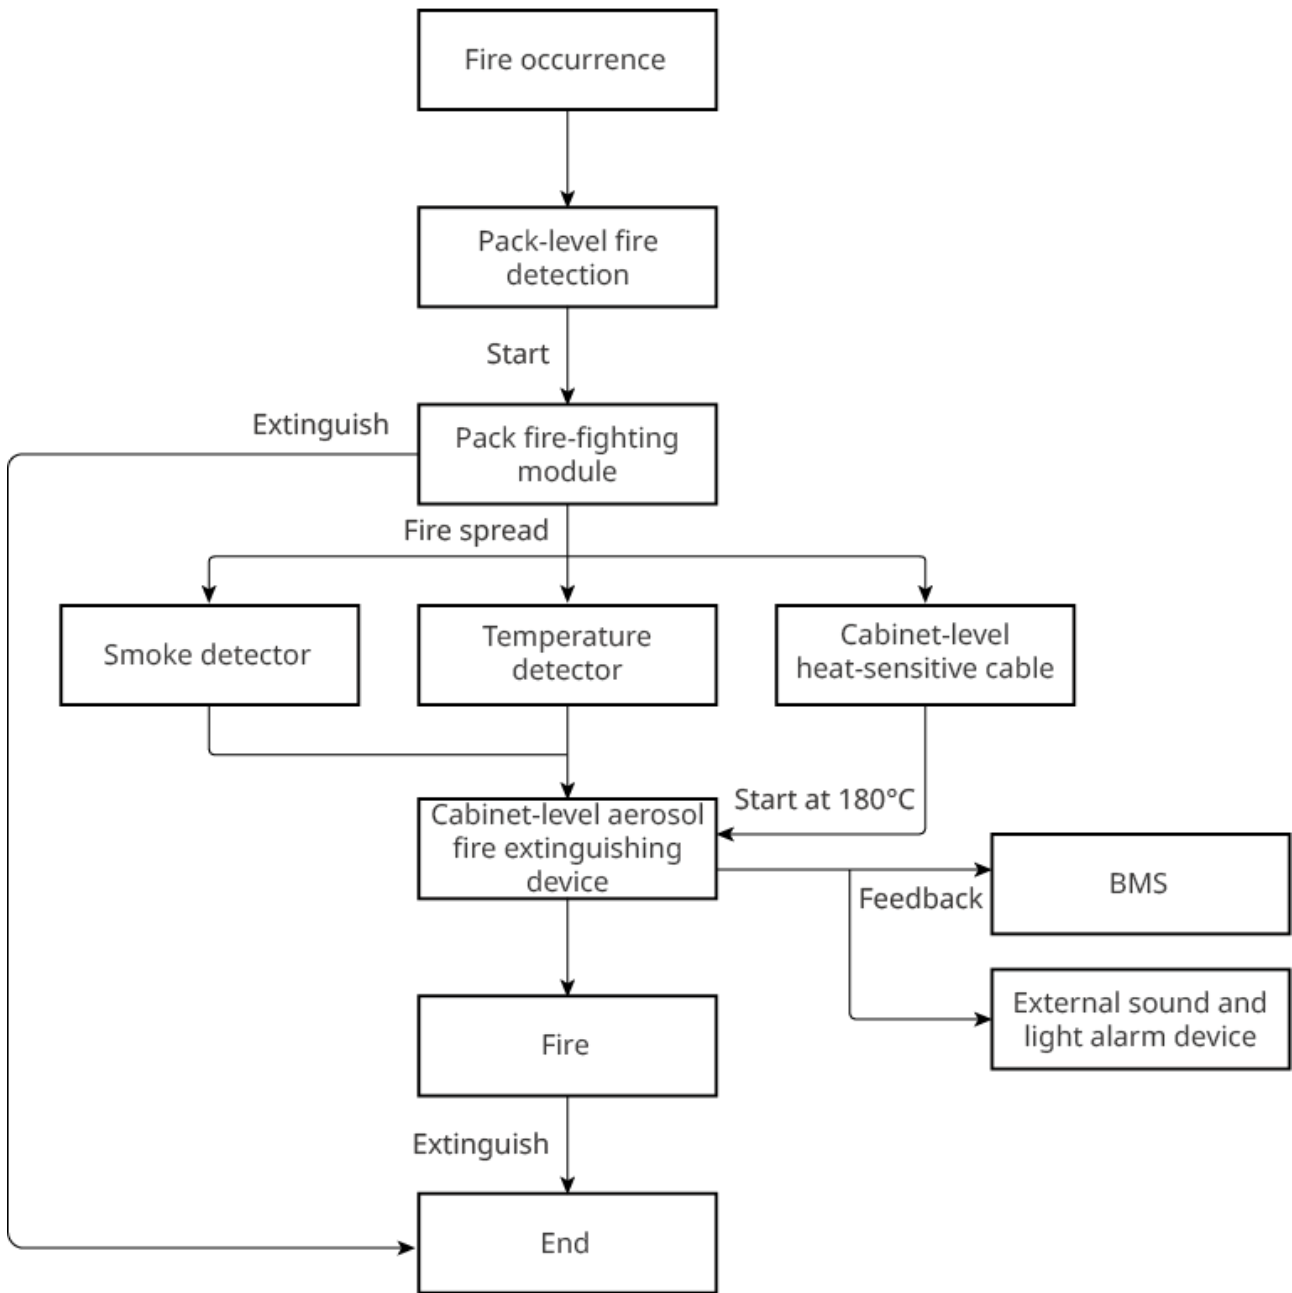 Fire occurrence
Pack-level fire
detection
Start
Extinguish
Pack fire-fighting
module
Fire spread
Smoke detector
Temperature
detector
Cabinet-level
heat-sensitive cable
Start at 180°C
Cabinet-level aerosol
fire extinguishing
device
Feedback
BMS
External sound and
light alarm device
Fire
Extinguish
End